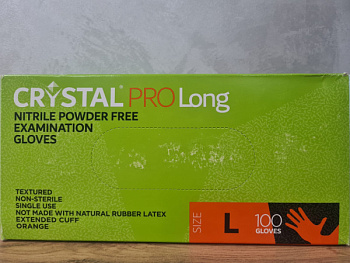 CRYSTAL® PRO Long
NITRILE POWDER FREE
EXAMINATION
GLOVES
TEXTURED
NON-STERILE
SINGLE USE
NOT MADE WITH NATURAL RUBBER LATEX
EXTENDED CUFF
ORANGE
SIZE
L
100
GLOVES